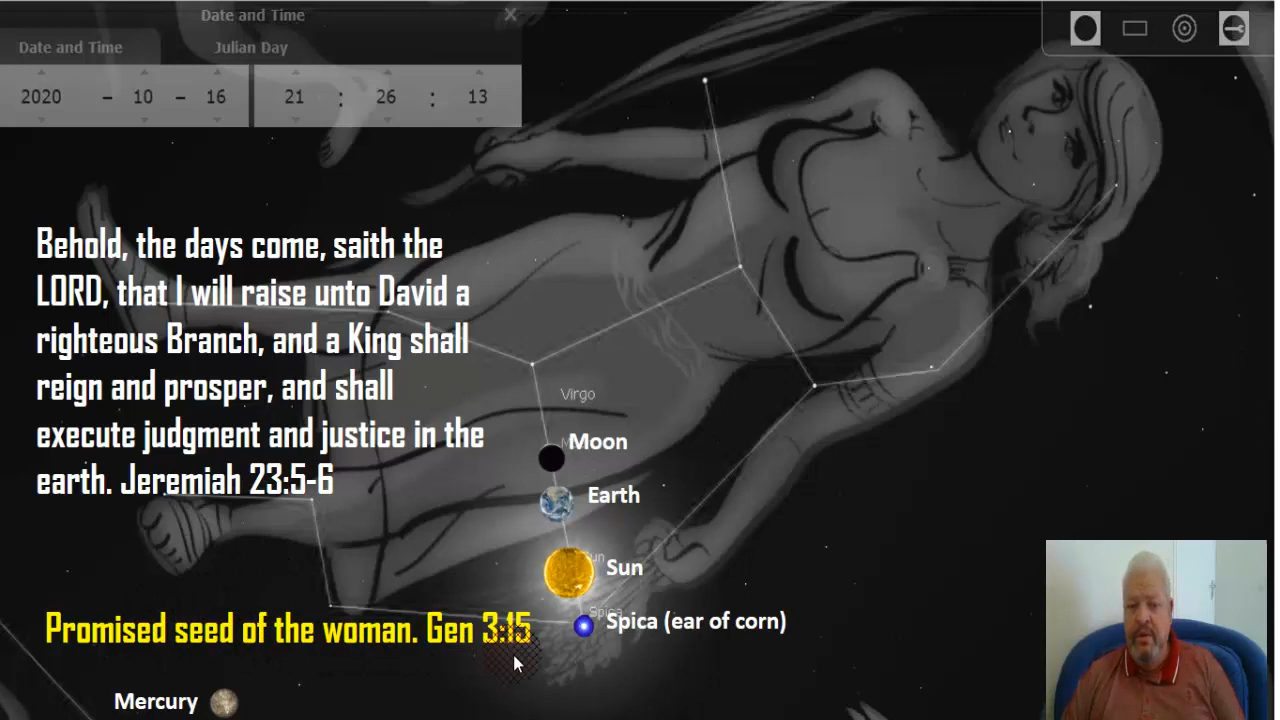 Date and Time
Date and Time Julian Day
2020 - 10 - 16 21 : 26 : 13
Behold, the days come, saith the
LORD, that I will raise unto David a
righteous Branch, and a King shall
reign and prosper, and shall
execute judgment and justice in the
earth. Jeremiah 23:5-6
Virgo
Moon
Earth
Sun
Spica
Spica (ear of corn)
Promised seed of the woman. Gen 3:15
Mercury